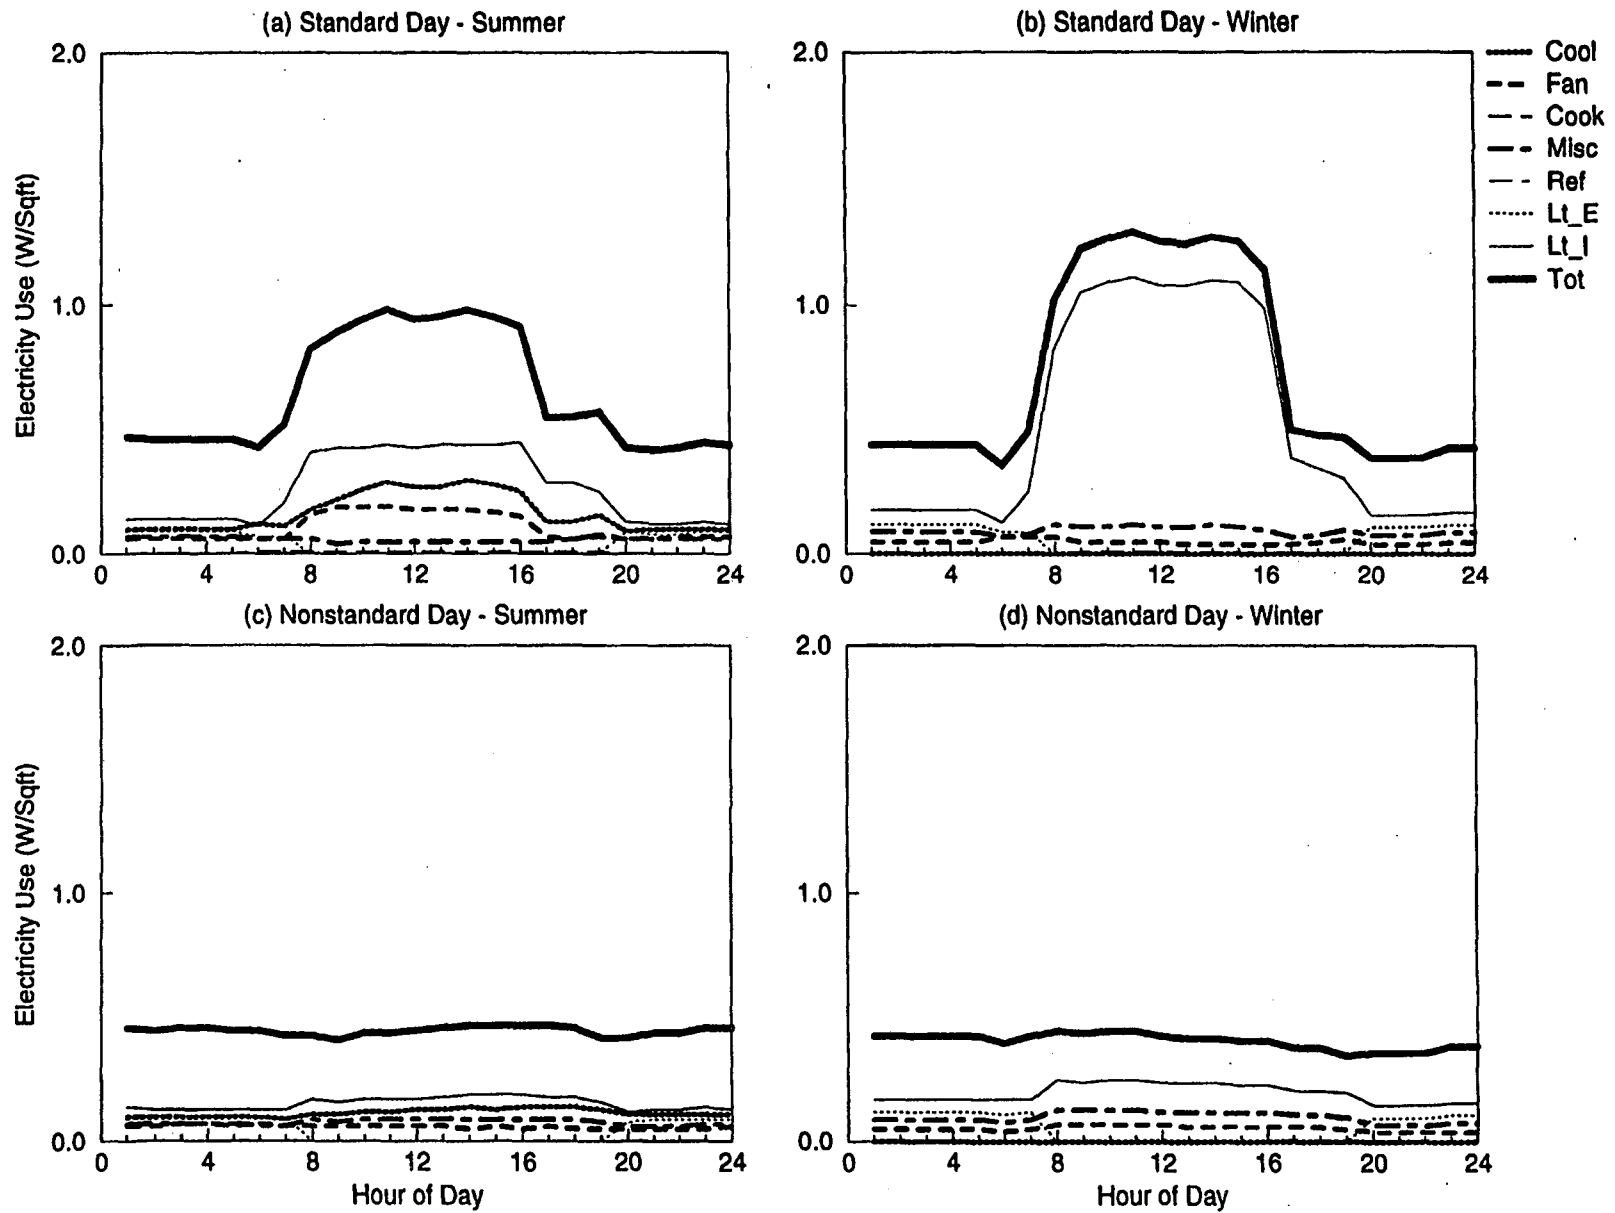 (a) Standard Day - Summer
(b) Standard Day - Winter
2.0
1.0
0.0
Electricity Use (W/Sqft)
0 4 8 12 16 20 24
2.0
1.0
0.0
0 4 8 12 16 20 24
Cool
Fan
Cook
Misc
Ref
Lt_E
Lt_I
Tot
(c) Nonstandard Day - Summer
(d) Nonstandard Day - Winter
2.0
1.0
0.0
Electricity Use (W/Sqft)
0 4 8 12 16 20 24
Hour of Day
2.0
1.0
0.0
0 4 8 12 16 20 24
Hour of Day